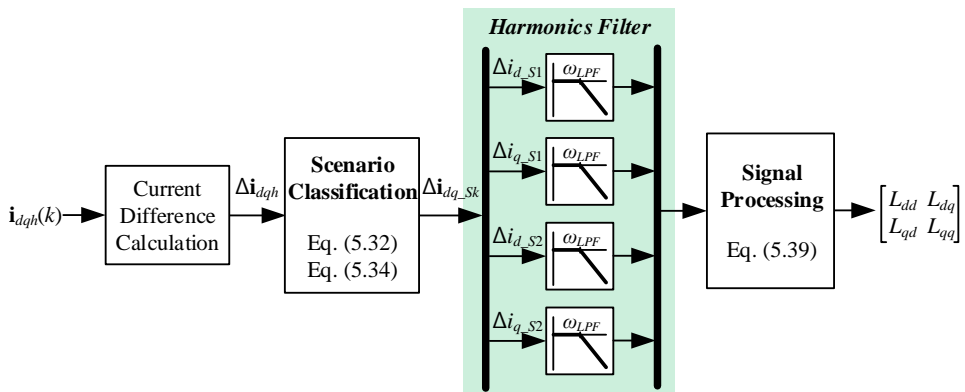 Harmonics Filter
i_dqh(k)
Current
Difference
Calculation
Δi_dqh
Scenario
Classification
Eq. (5.32)
Eq. (5.34)
Δi_dq_Sk
Δi_d_S1
ω_LPF
Δi_q_S1
ω_LPF
Δi_d_S2
ω_LPF
Δi_q_S2
ω_LPF
Signal
Processing
Eq. (5.39)
L_dd L_dq
L_qd L_qq